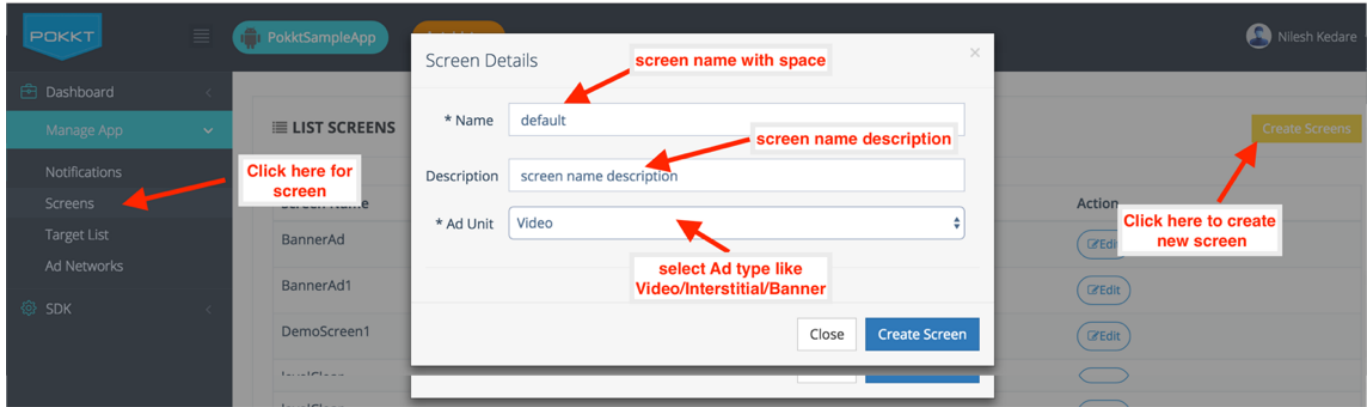 POKKT
PokktSampleApp
Nilesh Kedare
Dashboard
Manage App
Notifications
Screens
Target List
Ad Networks
SDK
Click here for
screen
LIST SCREENS
Create Screens
Screen Name
Action
BannerAd
Edit
BannerAd1
Edit
DemoScreen1
Edit
Click here to create
new screen
Screen Details
×
screen name with space
* Name
default
screen name description
Description
screen name description
* Ad Unit
Video
select Ad type like
Video/Interstitial/Banner
Close
Create Screen